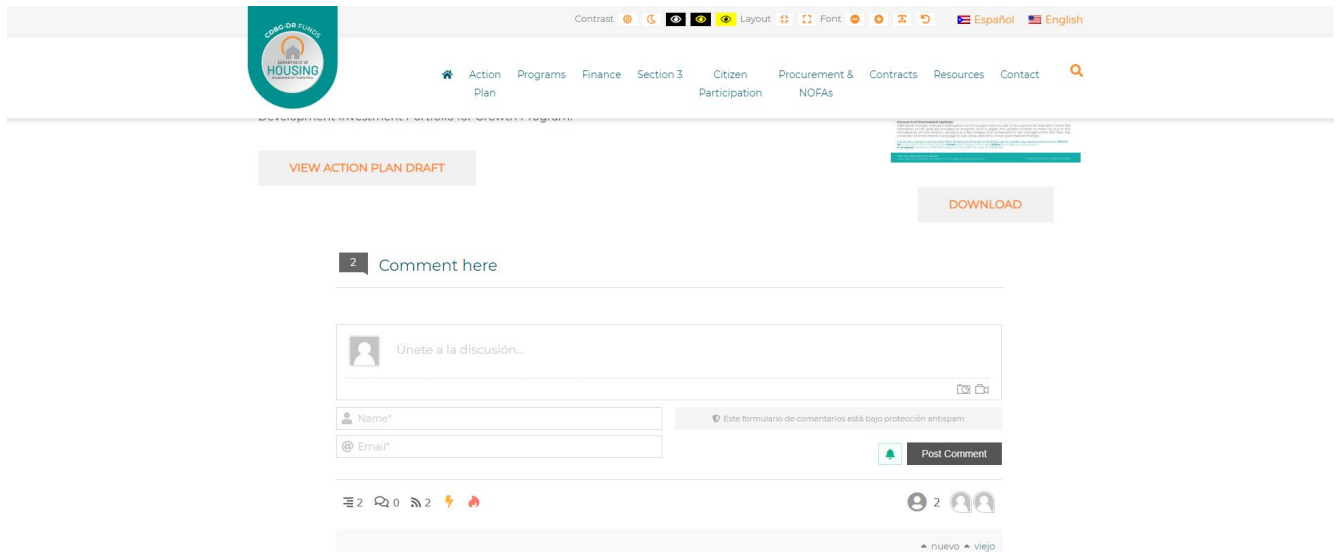 Contrast Layout Font Español English
CDBG-DR FUNDS
DEPARTMENT OF
HOUSING
Action Plan Programs Finance Section 3 Citizen Participation Procurement & NOFAs Contracts Resources Contact
Development Investment Portfolio for Growth Program.
VIEW ACTION PLAN DRAFT
DOWNLOAD
2 Comment here
Únete a la discusión...
Name*
Este formulario de comentarios está bajo protección antispam
Email*
Post Comment
2 0 2 2
nuevo viejo